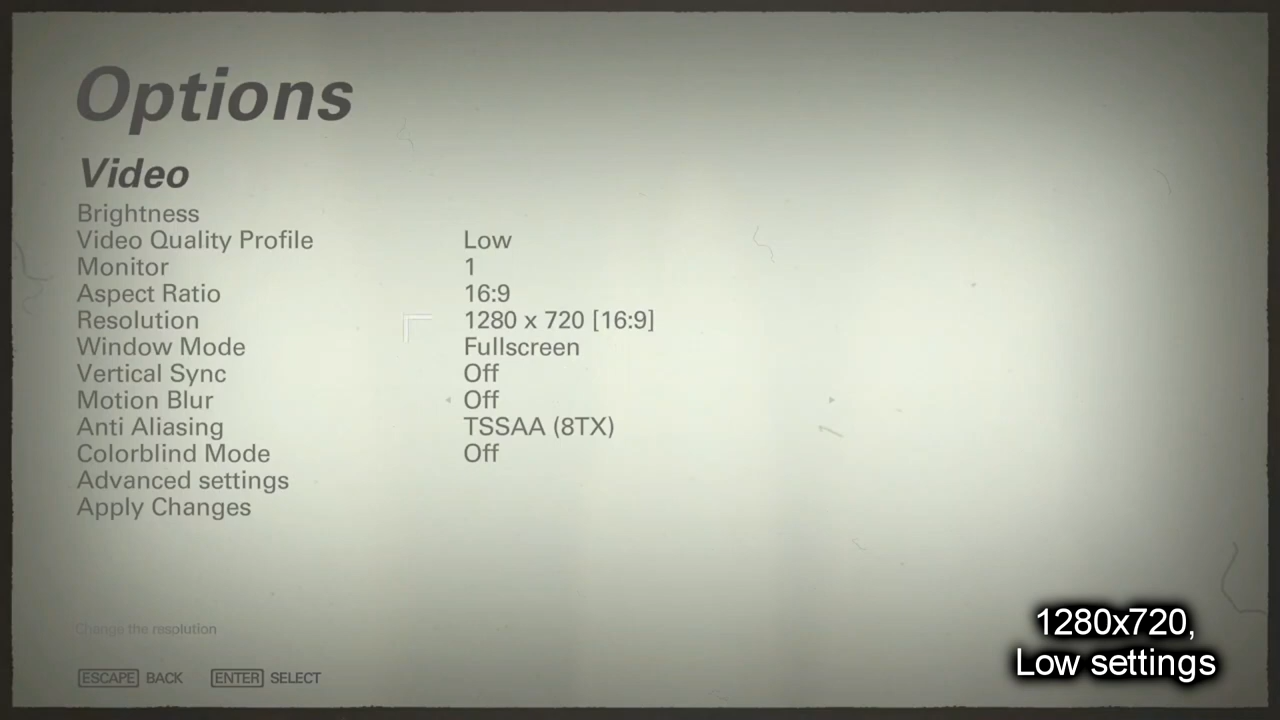 Options
Video
Brightness
Video Quality Profile Low
Monitor 1
Aspect Ratio 16:9
Resolution 1280 x 720 [16:9]
Window Mode Fullscreen
Vertical Sync Off
Motion Blur Off
Anti Aliasing TSSAA (8TX)
Colorblind Mode Off
Advanced settings
Apply Changes
Change the resolution
ESCAPE BACK ENTER SELECT
1280x720,
Low settings